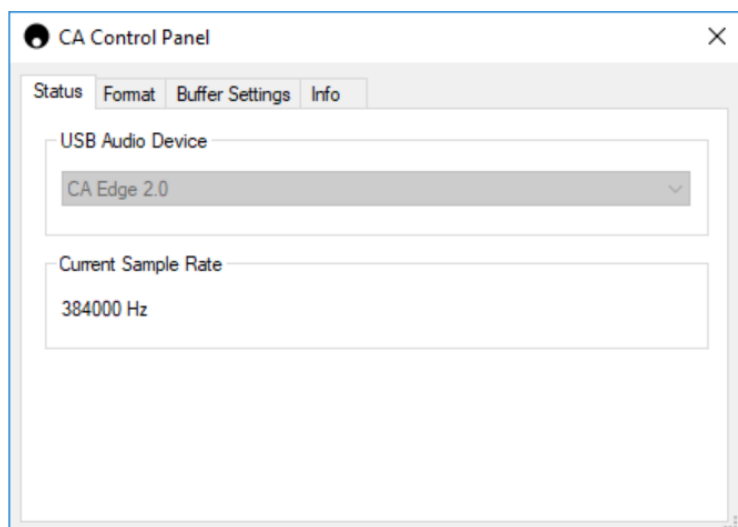 CA Control Panel
Status Format Buffer Settings Info
USB Audio Device
CA Edge 2.0
Current Sample Rate
384000 Hz